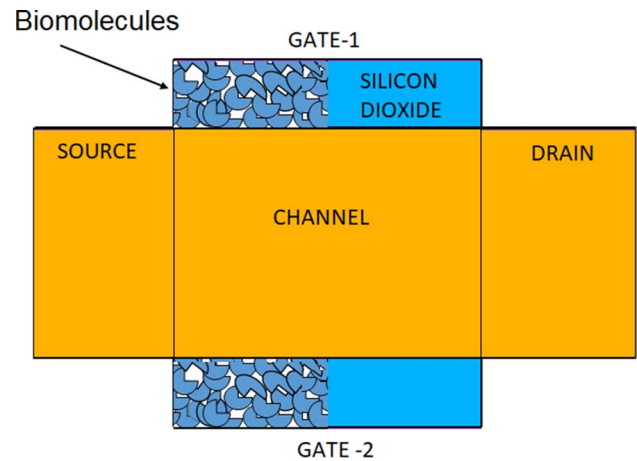 Biomolecules
GATE-1
SILICON
DIOXIDE
SOURCE
DRAIN
CHANNEL
GATE -2